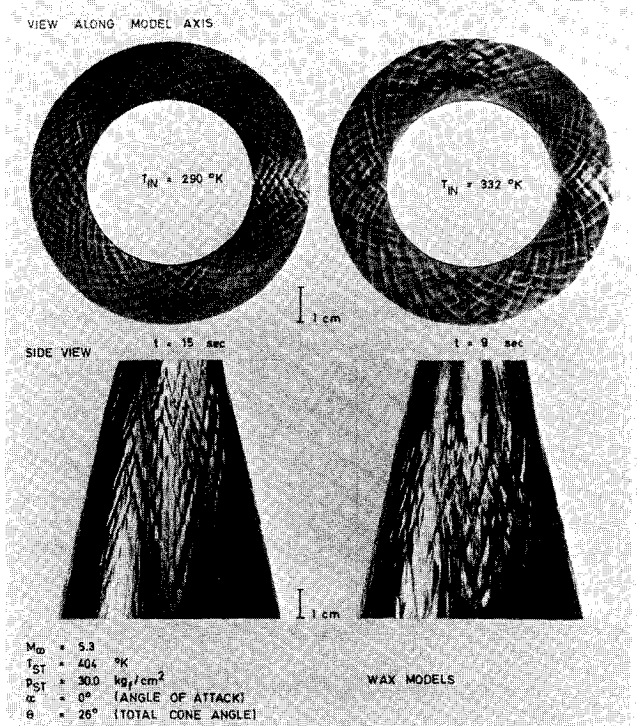 VIEW ALONG MODEL AXIS
T_IN = 290 °K
T_IN = 332 °K
1 cm
t = 15 sec
t = 9 sec
SIDE VIEW
1 cm
M_∞ = 5.3
T_ST = 404 °K
P_ST = 30.0 kg_f/cm²
α = 0° (ANGLE OF ATTACK)
θ = 26° (TOTAL CONE ANGLE)
WAX MODELS